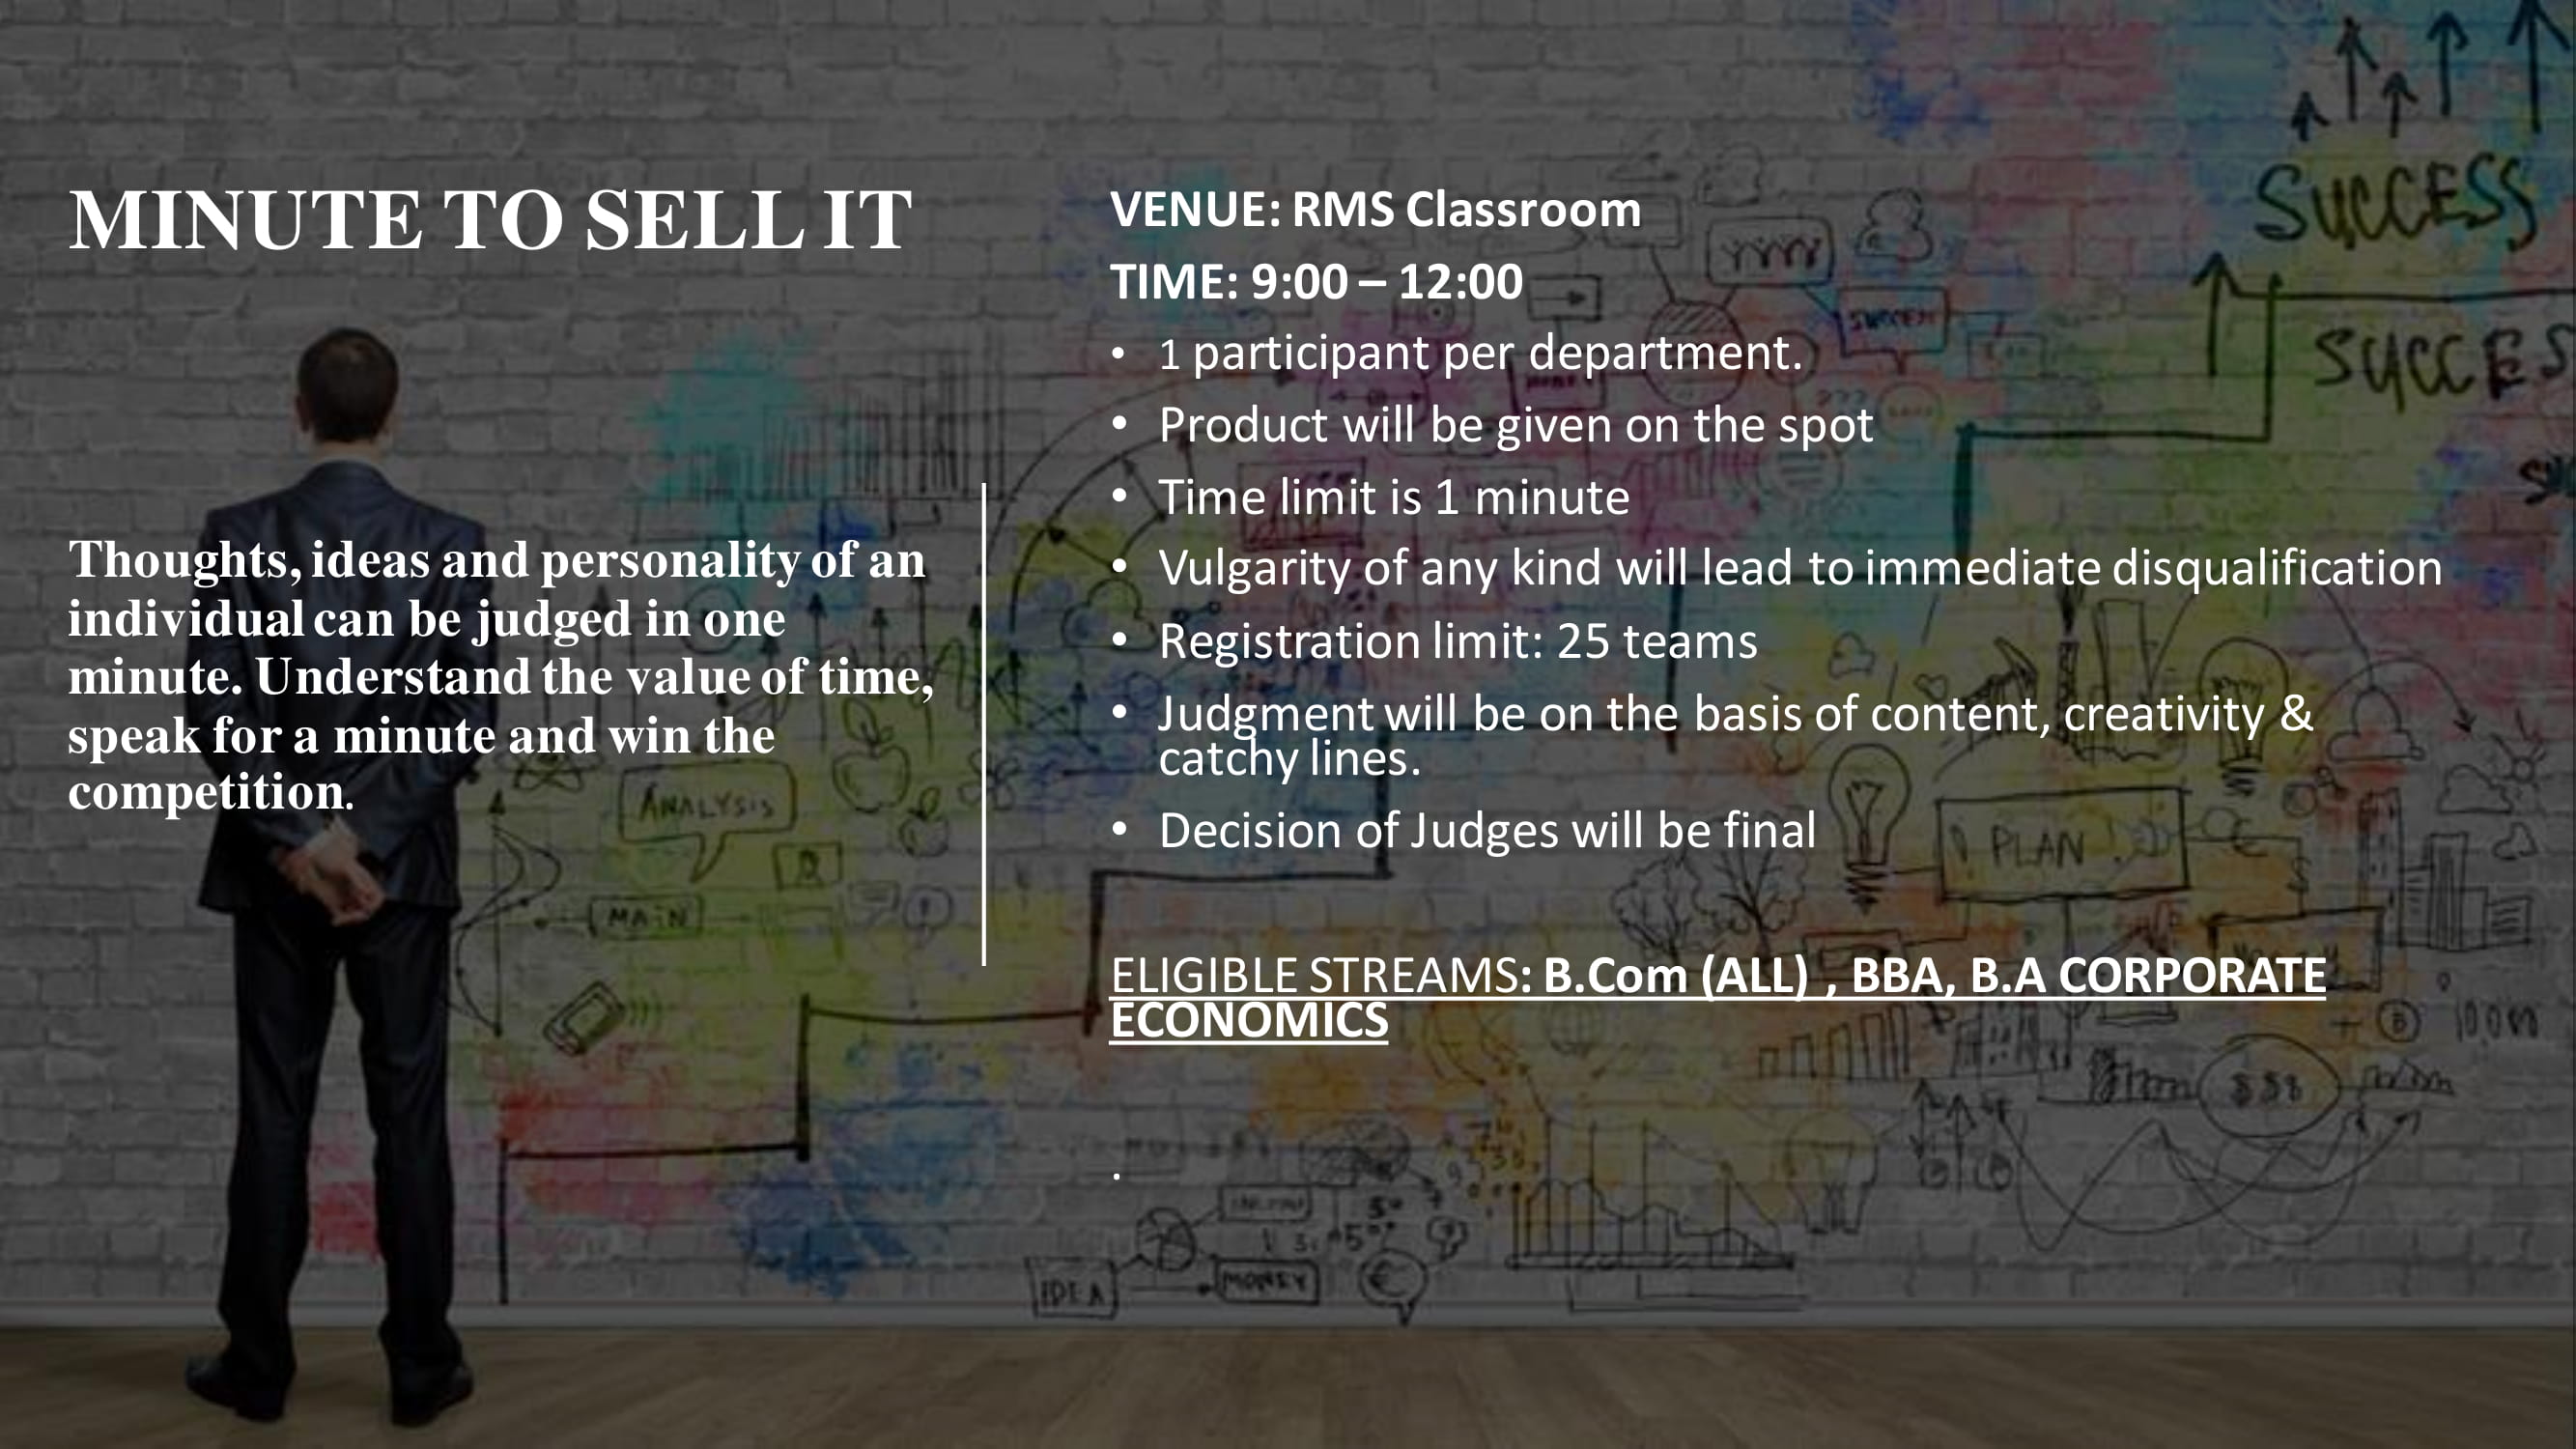 MINUTE TO SELL IT
Thoughts, ideas and personality of an
individual can be judged in one
minute. Understand the value of time,
speak for a minute and win the
competition.
VENUE: RMS Classroom
TIME: 9:00 – 12:00
• 1 participant per department.
• Product will be given on the spot
• Time limit is 1 minute
• Vulgarity of any kind will lead to immediate disqualification
• Registration limit: 25 teams
• Judgment will be on the basis of content, creativity &
catchy lines.
• Decision of Judges will be final
ELIGIBLE STREAMS: B.Com (ALL) , BBA, B.A CORPORATE
ECONOMICS
.
SUCCESS
SUCCES
SUCCESS
ANALYSIS
MAIN
PLAN
$$$
IDEA
MONEY
€